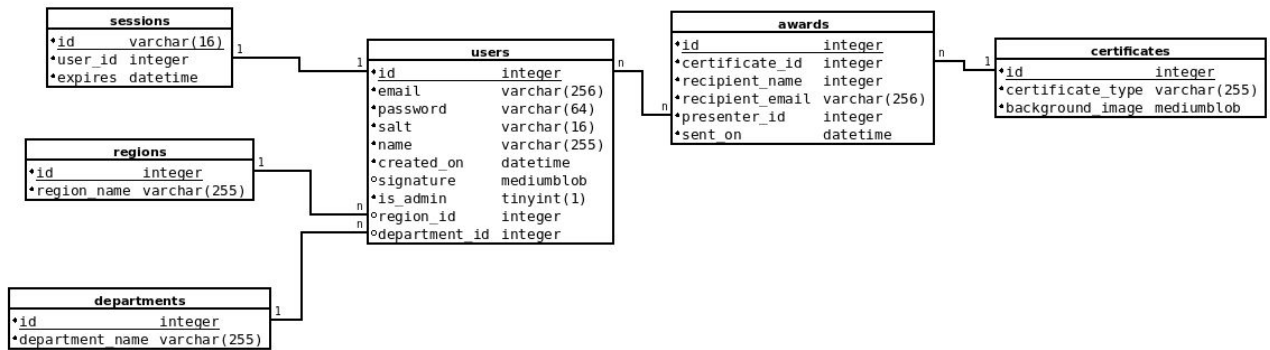 sessions
id varchar(16)
user_id integer
expires datetime
1
1
regions
id integer
region_name varchar(255)
1
n
departments
id integer
department_name varchar(255)
1
n
users
id integer
email varchar(256)
password varchar(64)
salt varchar(16)
name varchar(255)
created_on datetime
signature mediumblob
is_admin tinyint(1)
region_id integer
department_id integer
n
n
awards
id integer
certificate_id integer
recipient_name integer
recipient_email varchar(256)
presenter_id integer
sent_on datetime
n
1
certificates
id integer
certificate_type varchar(255)
background_image mediumblob